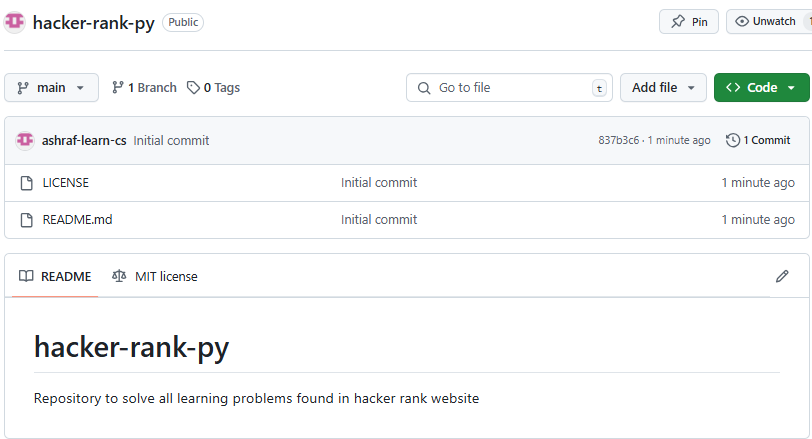 hacker-rank-py Public Pin Unwatch 1
main 1 Branch 0 Tags Go to file t Add file Code
ashraf-learn-cs Initial commit 837b3c6 · 1 minute ago 1 Commit
LICENSE Initial commit 1 minute ago
README.md Initial commit 1 minute ago
README MIT license
hacker-rank-py
Repository to solve all learning problems found in hacker rank website